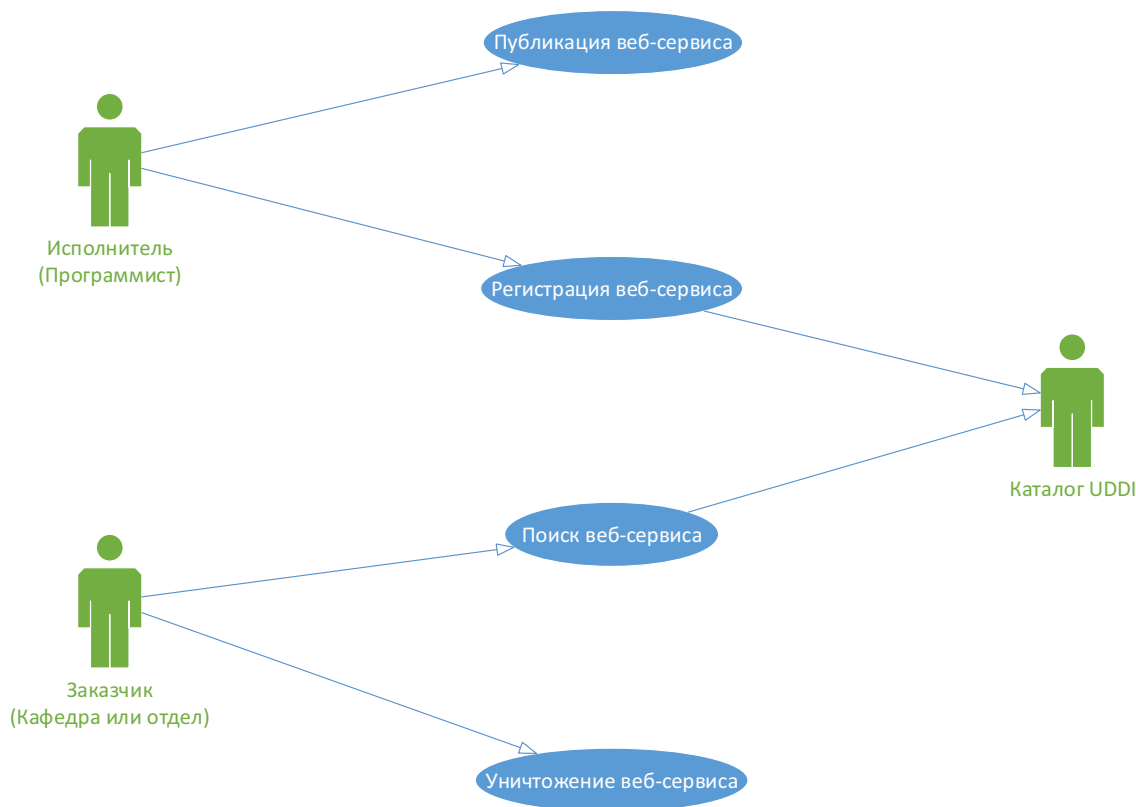 Публикация веб-сервиса
Исполнитель
(Программист)
Регистрация веб-сервиса
Каталог UDDI
Поиск веб-сервиса
Заказчик
(Кафедра или отдел)
Уничтожение веб-сервиса